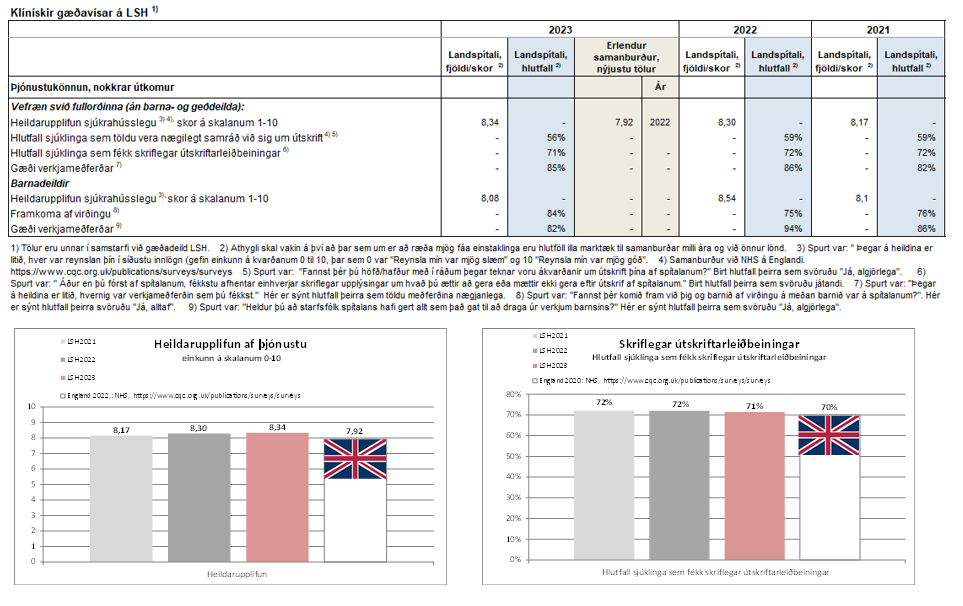 Klínískir gæðavísar á LSH 1)
2023 2022 2021
Landspítali, fjöldi/skor 2) Landspítali, hlutfall 2) Erlendur samanburður, nýjustu tölur Landspítali, fjöldi/skor 2) Landspítali, hlutfall 2) Landspítali, fjöldi/skor 2) Landspítali, hlutfall 2)
Þjónustukönnun, nokkrar útkomur Ár
Vefræn svið fullorðinna (án barna- og geðdeilda):
Heildarupplifun sjúkrahússlegu 3) 4), skor á skalanum 1-10 8,34 - 7,92 2022 8,30 - 8,17 -
Hlutfall sjúklinga sem töldu vera nægilegt samráð við sig um útskrift 4) 5) - 56% - 59% - 59%
Hlutfall sjúklinga sem fékk skriflegar útskriftarleiðbeiningar 6) - 71% - - - 72% - 72%
Gæði verkjameðferðar 7) - 85% - - - 86% - 82%
Barnadeildir
Heildarupplifun sjúkrahússlegu 3), skor á skalanum 1-10 8,08 - - - 8,54 - 8,1 -
Framkoma af virðingu 8) - 84% - - - 75% - 76%
Gæði verkjameðferðar 9) - 82% - - - 94% - 86%
1) Tölur eru unnar í samstarfi við gæðadeild LSH. 2) Athygli skal vakin á því að þar sem um er að ræða mjög fáa einstaklinga eru hlutföll illa marktæk til samanburðar milli ára og við önnur lönd. 3) Spurt var: " Þegar á heildina er
litið, hver var reynslan þín í síðustu innlögn (gefin einkunn á kvarðanum 0 til 10, þar sem 0 var "Reynsla mín var mjög slæm" og 10 "Reynsla mín var mjög góð". 4) Samanburður við NHS á Englandi.
https://www.cqc.org.uk/publications/surveys/surveys 5) Spurt var: "Fannst þér þú höfð/hafður með í ráðum þegar teknar voru ákvarðanir um útskrift þína af spítalanum?" Birt hlutfall þeirra sem svöruðu "Já, algjörlega". 6)
Spurt var: " Áður en þú fórst af spítalanum, fékkstu afhentar einhverjar skriflegar upplýsingar um hvað þú ættir að gera eða mættir ekki gera eftir útskrif af spítalanum." Birt hlutfall þeirra sem svöruðu játandi. 7) Spurt var: "Þegar
á heildina er litið, hvernig var verkjameðferðin sem þú fékkst." Hér er sýnt hlutfall þeirra sem töldu meðferðina nægjanlega. 8) Spurt var: "Fannst þér komið fram við þig og barnið af virðingu á meðan barnið var á spítalanum?". Hér
er sýnt hlutfall þeirra svöruðu "Já, alltaf". 9) Spurt var: "Heldur þú að starfsfólk spítalans hafi gert allt sem það gat til að draga úr verkjum barnsins?" Hér er sýnt hlutfall þeirra sem svöruðu "Já, algjörlega".
LSH2021
LSH2022
LSH2023
England 2022,: NHS, https://www.cqc.org.uk/publications/surveys/surveys
Heildarupplifun af þjónustu
einkunn á skalanum 0-10
10
9
8
7
6
5
4
3
2
1
0
8,17 8,30 8,34 7,92
Heildarupplifun
LSH2021
LSH2022
LSH2023
England 2020: NHS, https://www.cqc.org.uk/publications/surveys/surveys
Skriflegar útskriftarleiðbeiningar
Hlutfall sjúklinga sem fékk skriflegar útskriftarleiðbeiningar
80%
70%
60%
50%
40%
30%
20%
10%
0%
72% 72% 71% 70%
Hlutfall sjúklinga sem fékk skriflegar útskriftarleiðbeiningar